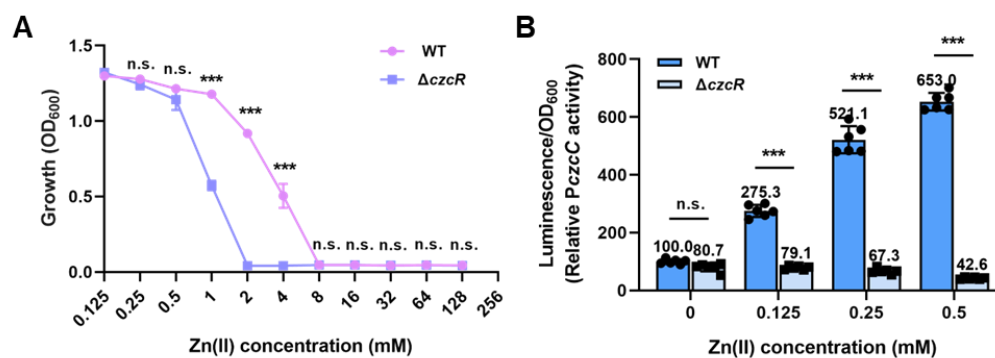 A
Growth (OD600)
1.5
1.0
0.5
0.0
n.s.
n.s.
***
***
***
n.s. n.s. n.s. n.s. n.s.
WT
ΔczcR
0.125
0.25
0.5
1
2
4
8
16
32
64
128
256
Zn(II) concentration (mM)
B
Luminescence/OD600
(Relative PczcC activity)
800
600
400
200
0
WT
ΔczcR
n.s.
***
***
***
100.0
80.7
275.3
79.1
521.1
67.3
653.0
42.6
0
0.125
0.25
0.5
Zn(II) concentration (mM)